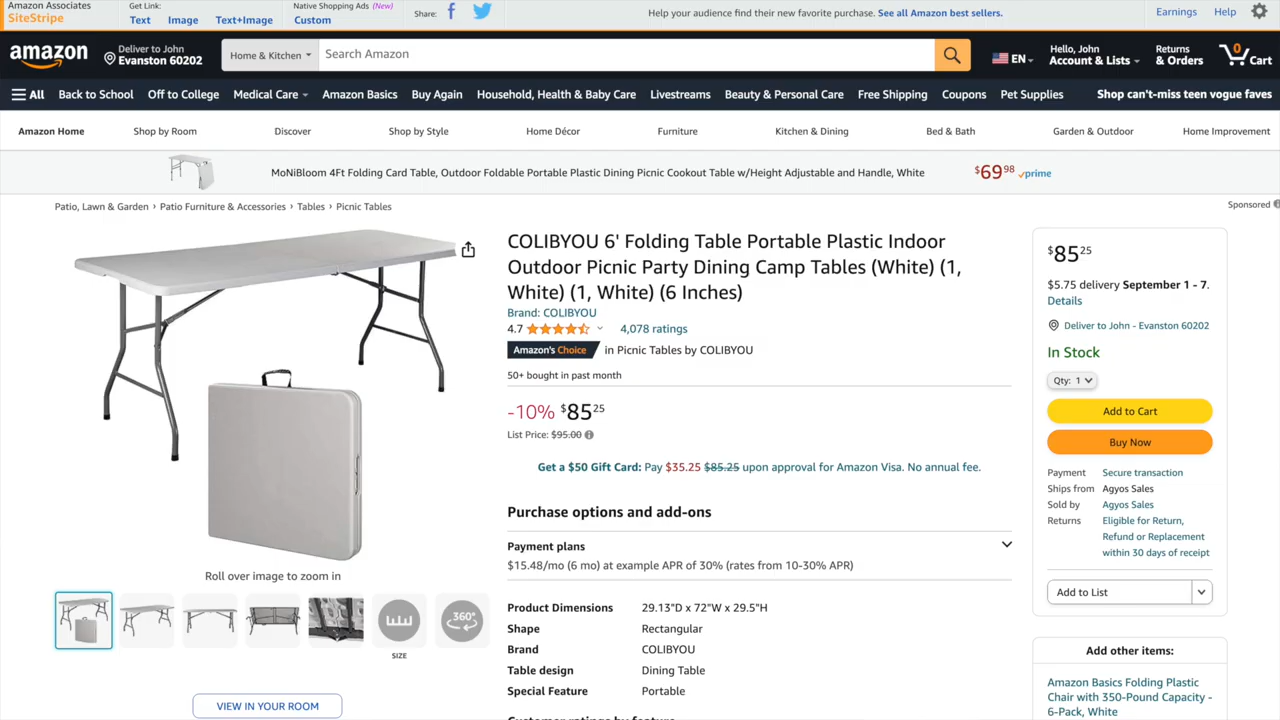 Amazon Associates
SiteStripe
Get Link:
Text Image Text+Image
Native Shopping Ads (New)
Custom
Share:
Help your audience find their new favorite purchase. See all Amazon best sellers.
Earnings Help
amazon
Deliver to John
Evanston 60202
Home & Kitchen
Search Amazon
EN
Hello, John
Account & Lists
Returns
& Orders
0
Cart
All Back to School Off to College Medical Care Amazon Basics Buy Again Household, Health & Baby Care Livestreams Beauty & Personal Care Free Shipping Coupons Pet Supplies Shop can't-miss teen vogue faves
Amazon Home Shop by Room Discover Shop by Style Home Décor Furniture Kitchen & Dining Bed & Bath Garden & Outdoor Home Improvement
MoNiBloom 4Ft Folding Card Table, Outdoor Foldable Portable Plastic Dining Picnic Cookout Table w/Height Adjustable and Handle, White $69.98 prime
Patio, Lawn & Garden › Patio Furniture & Accessories › Tables › Picnic Tables
Sponsored
COLIBYOU 6' Folding Table Portable Plastic Indoor
Outdoor Picnic Party Dining Camp Tables (White) (1,
White) (1, White) (6 Inches)
Brand: COLIBYOU
4.7 4,078 ratings
Amazon's Choice in Picnic Tables by COLIBYOU
50+ bought in past month
-10% $85.25
List Price: $95.00
Get a $50 Gift Card: Pay $35.25 $85.25 upon approval for Amazon Visa. No annual fee.
Purchase options and add-ons
Payment plans
$15.48/mo (6 mo) at example APR of 30% (rates from 10-30% APR)
Product Dimensions 29.13"D x 72"W x 29.5"H
Shape Rectangular
Brand COLIBYOU
Table design Dining Table
Special Feature Portable
Customer ratings by feature
Roll over image to zoom in
360°
SIZE
VIEW IN YOUR ROOM
$85.25
$5.75 delivery September 1 - 7.
Details
Deliver to John - Evanston 60202
In Stock
Qty: 1
Add to Cart
Buy Now
Payment Secure transaction
Ships from Agyos Sales
Sold by Agyos Sales
Returns Eligible for Return,
Refund or Replacement
within 30 days of receipt
Add to List
Add other items:
Amazon Basics Folding Plastic
Chair with 350-Pound Capacity -
6-Pack, White